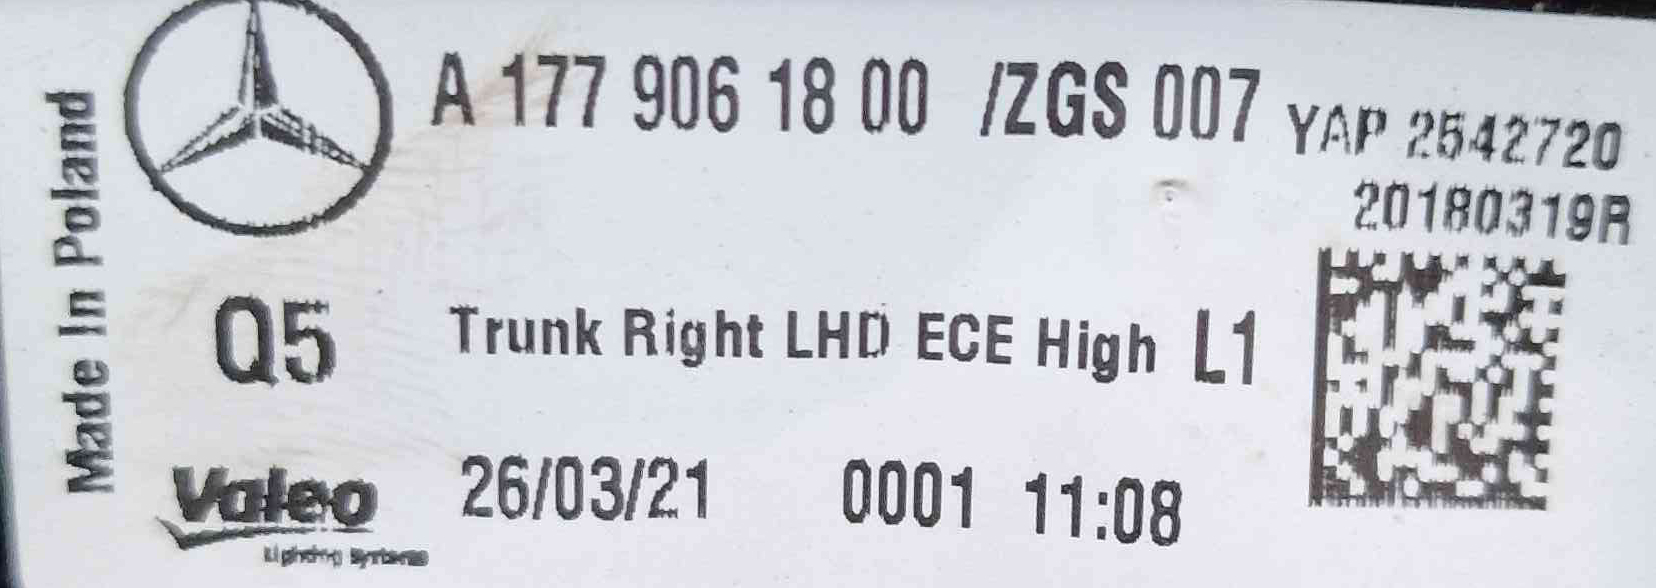 Made In Poland
A 177 906 18 00 /ZGS 007
YAP 2542720
20180319R
Q5 Trunk Right LHD ECE High L1
Valeo
Lighting Systems
26/03/21 0001 11:08